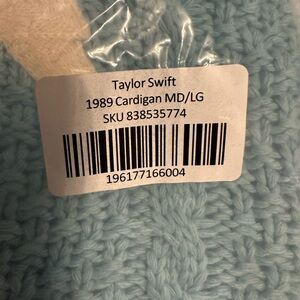 Taylor Swift
1989 Cardigan MD/LG
SKU 838535774
196177166004